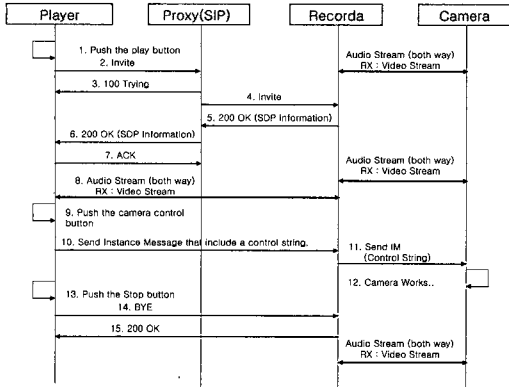 Player
Proxy(SIP)
Recorda
Camera
1. Push the play button
2. Invite
Audio Stream (both way)
RX : Video Stream
3. 100 Trying
4. Invite
5. 200 OK (SDP Information)
6. 200 OK (SDP Information)
7. ACK
Audio Stream (both way)
RX : Video Stream
8. Audio Stream (both way)
RX : Video Stream
9. Push the camera control
button
10. Send Instance Message that include a control string.
11. Send IM
(Control String)
12. Camera Works..
13. Push the Stop button
14. BYE
15. 200 OK
Audio Stream (both way)
RX : Video Stream